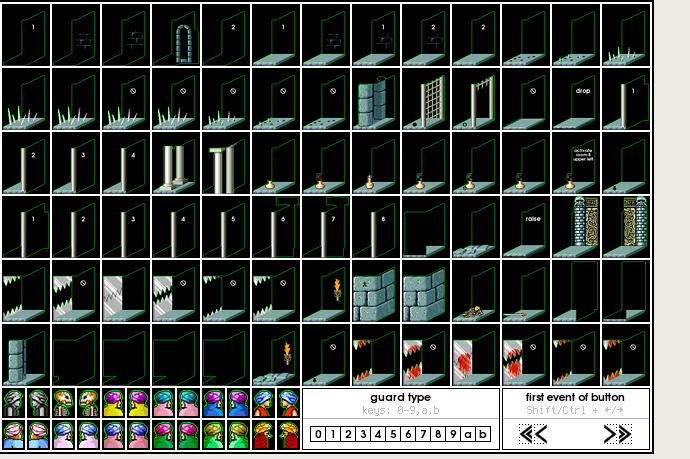 1 2 1 1 2 2
drop 1
2 3 4 activate
room 8
upper left
1 2 3 4 5 6 7 8 raise
guard type
keys: 0-9,a,b
0 1 2 3 4 5 6 7 8 9 a b
first event of button
Shift/Ctrl + ←/→